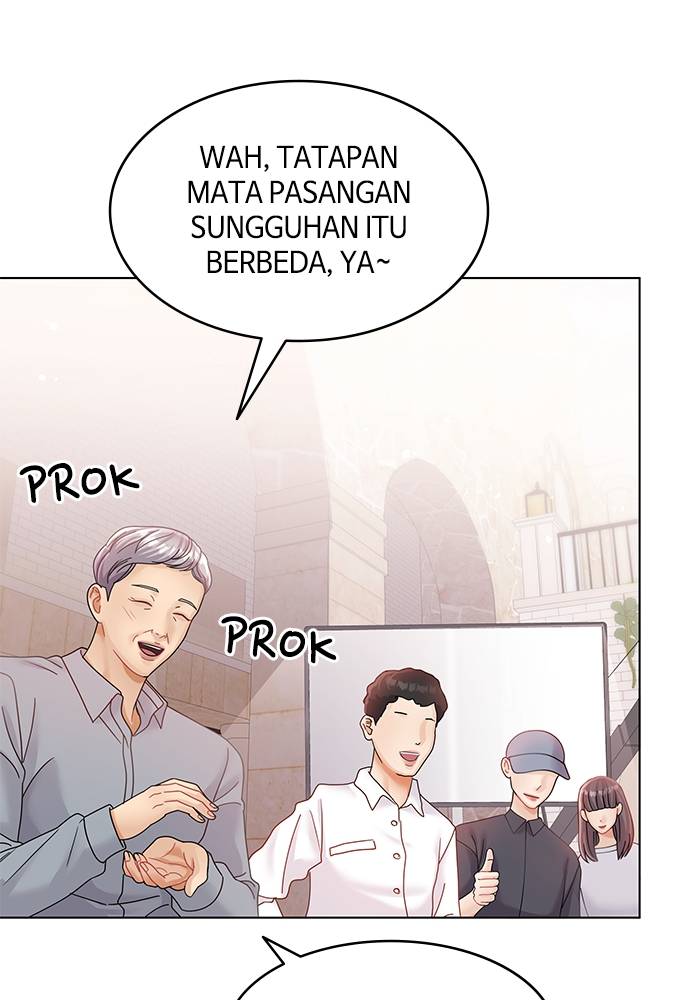 WAH, TATAPAN
MATA PASANGAN
SUNGGUHAN ITU
BERBEDA, YA~
PROK
PROK